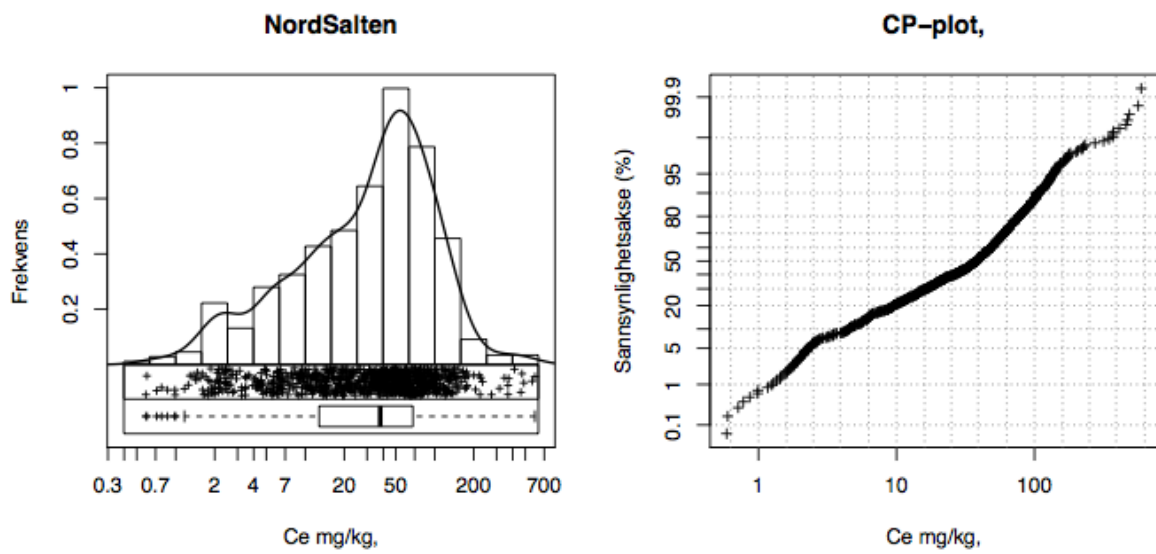 NordSalten
Frekvens
1
0.8
0.6
0.4
0.2
0.3 0.7 2 4 7 20 50 200 700
Ce mg/kg,
CP−plot,
Sannsynlighetsakse (%)
99.9
95
80
50
20
5
1
0.1
1 10 100
Ce mg/kg,